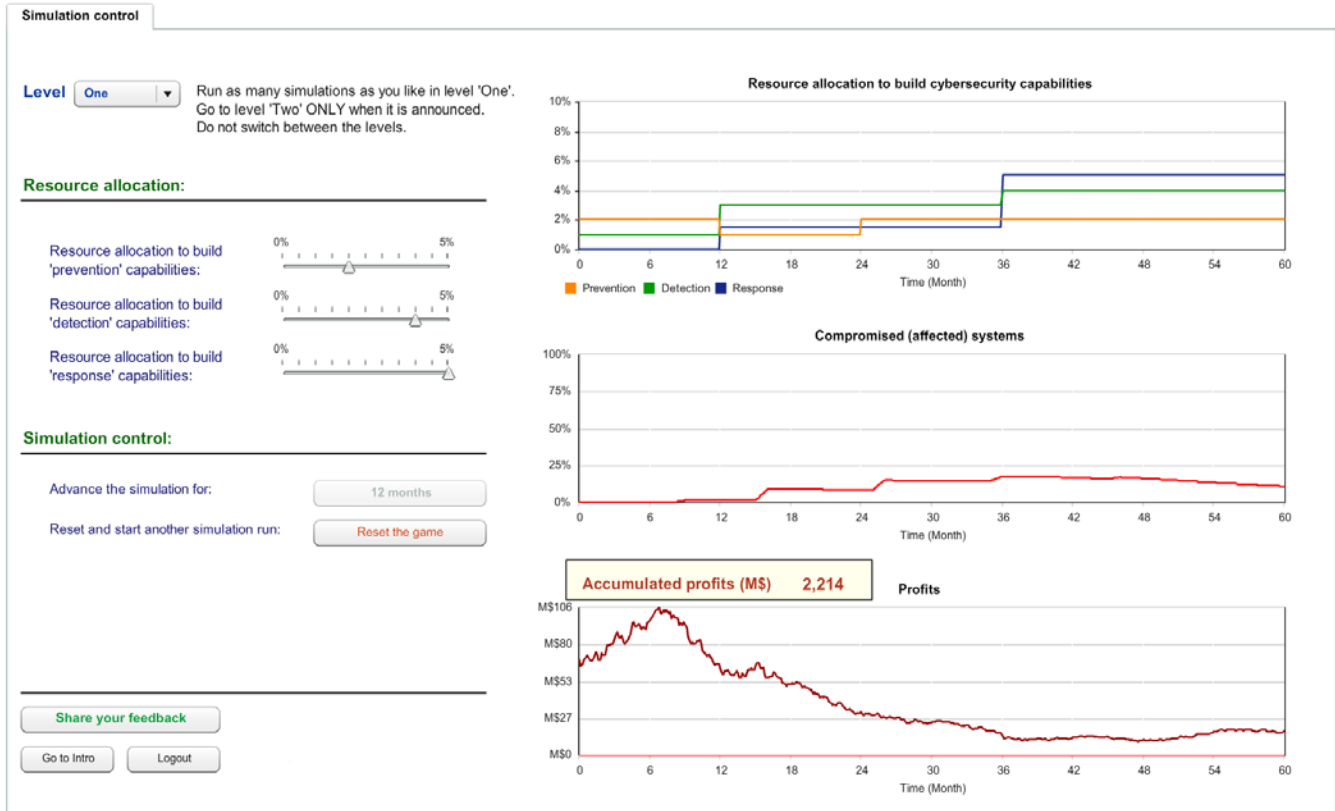 Simulation control
Level One
Run as many simulations as you like in level 'One'.
Go to level 'Two' ONLY when it is announced.
Do not switch between the levels.
Resource allocation:
Resource allocation to build
'prevention' capabilities:
0% 5%
Resource allocation to build
'detection' capabilities:
0% 5%
Resource allocation to build
'response' capabilities:
0% 5%
Simulation control:
Advance the simulation for:
12 months
Reset and start another simulation run:
Reset the game
Share your feedback
Go to Intro
Logout
Resource allocation to build cybersecurity capabilities
10%
8%
6%
4%
2%
0%
0 6 12 18 24 30 36 42 48 54 60
Time (Month)
Prevention Detection Response
Compromised (affected) systems
100%
75%
50%
25%
0%
0 6 12 18 24 30 36 42 48 54 60
Time (Month)
Accumulated profits (M$) 2,214
Profits
M$106
M$80
M$53
M$27
M$0
0 6 12 18 24 30 36 42 48 54 60
Time (Month)